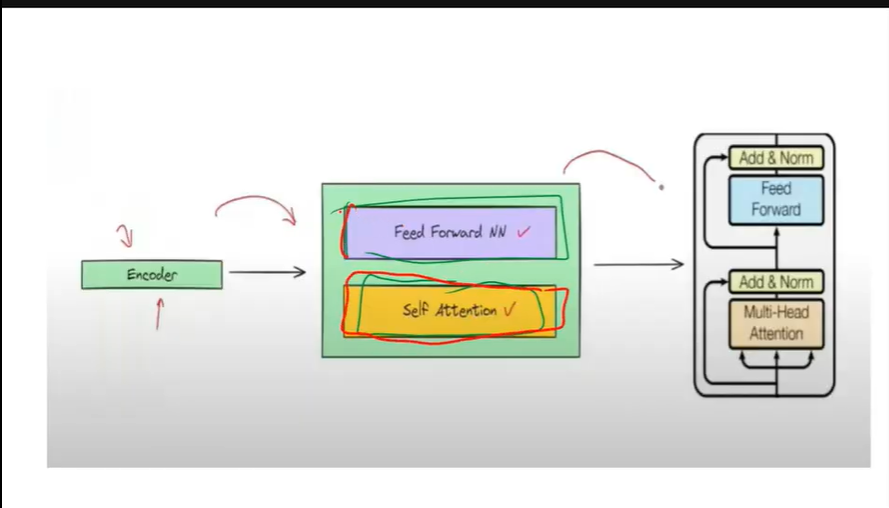 Encoder
Feed Forward NN
Self Attention
Add & Norm
Feed
Forward
Add & Norm
Multi-Head
Attention